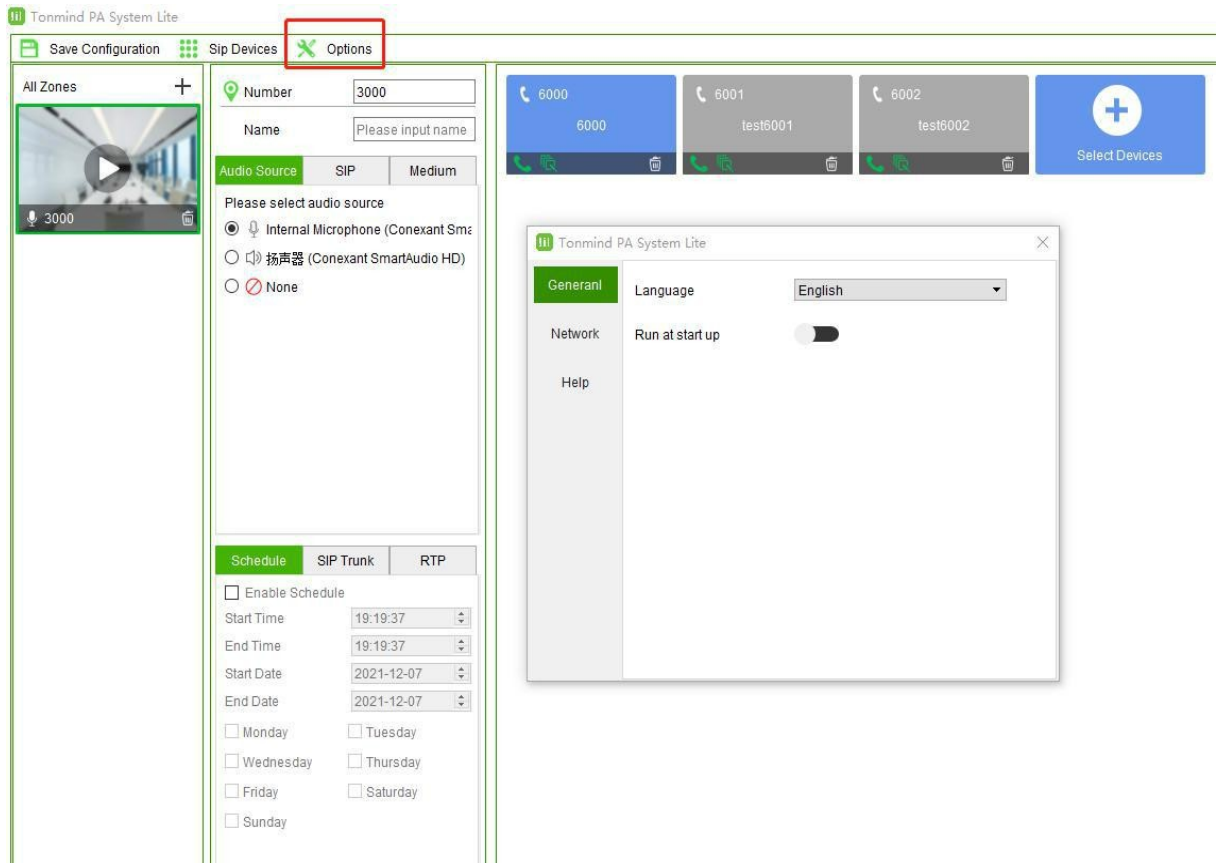 Tonmind PA System Lite
Save Configuration Sip Devices Options
All Zones
3000
Number 3000
Name Please input name
Audio Source SIP Medium
Please select audio source
Internal Microphone (Conexant Sma
扬声器 (Conexant SmartAudio HD)
None
Schedule SIP Trunk RTP
Enable Schedule
Start Time 19:19:37
End Time 19:19:37
Start Date 2021-12-07
End Date 2021-12-07
Monday Tuesday
Wednesday Thursday
Friday Saturday
Sunday
6000
6000
6001
test6001
6002
test6002
Select Devices
Tonmind PA System Lite
Generanl
Network
Help
Language English
Run at start up